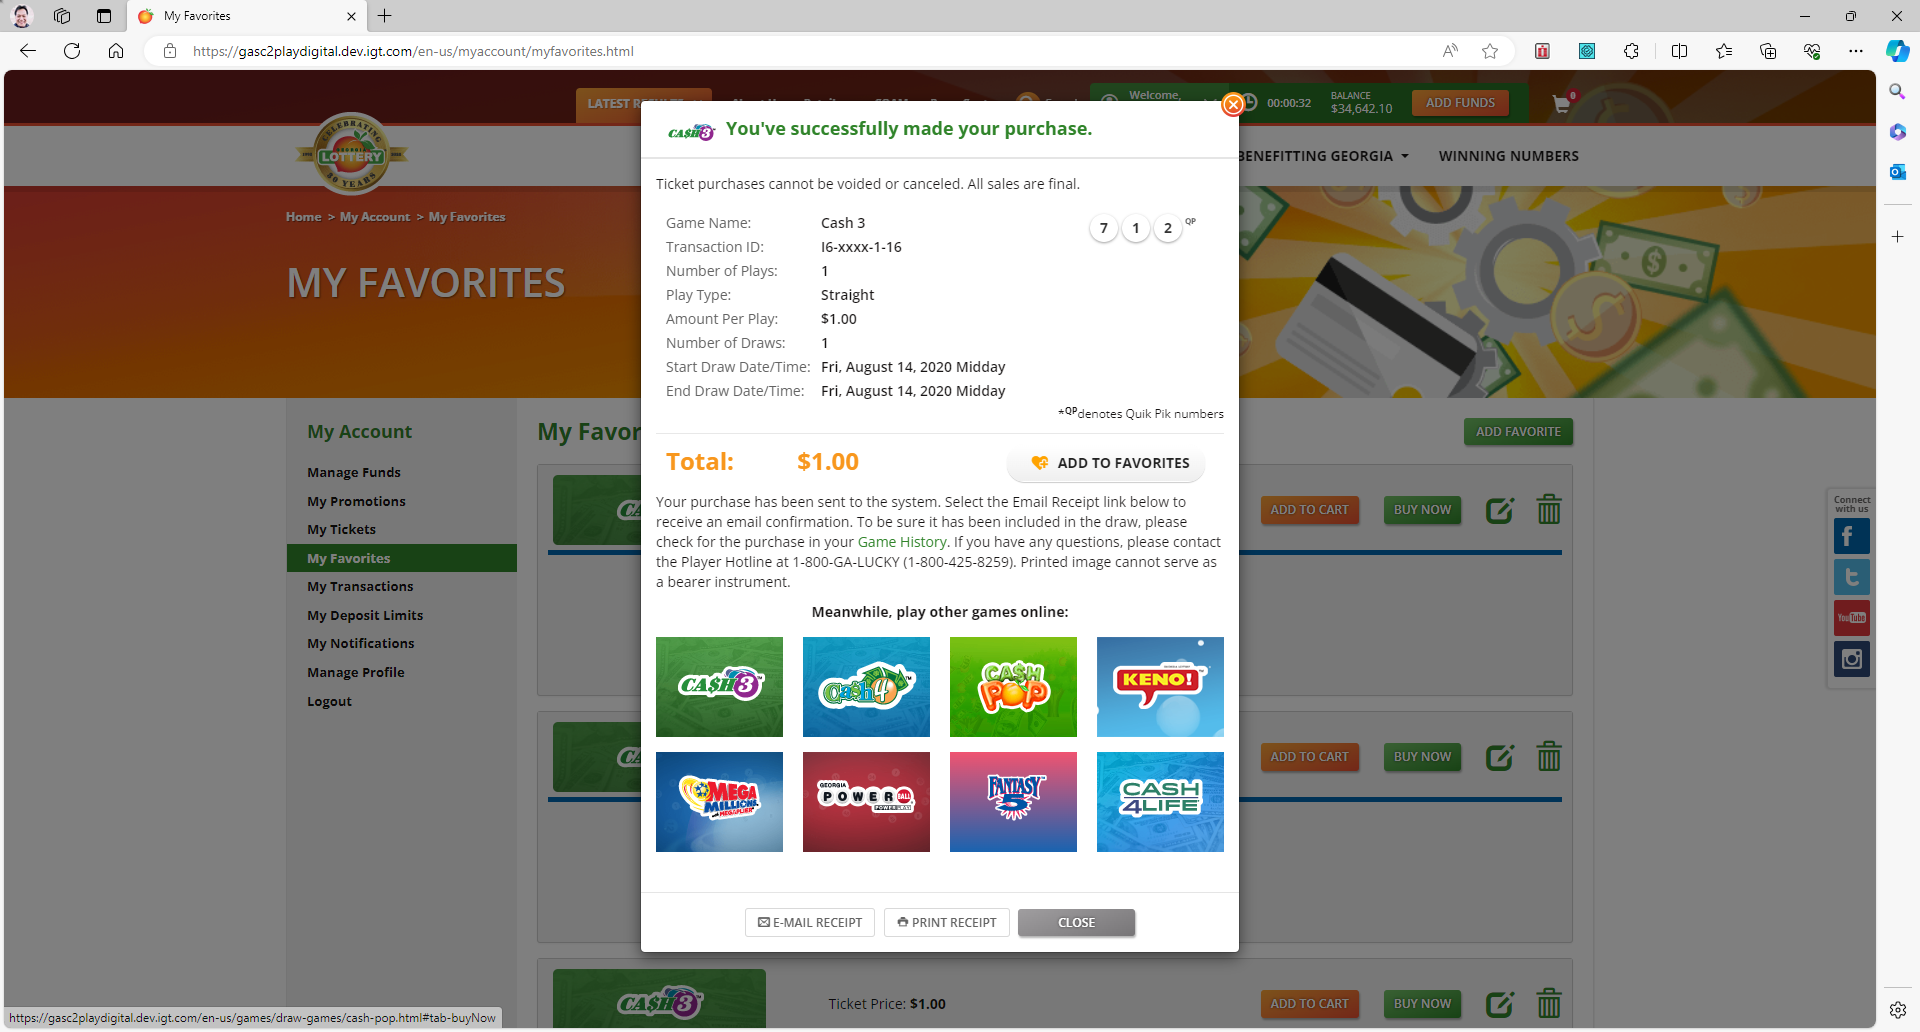 My Favorites
https://gasc2playdigital.dev.igt.com/en-us/myaccount/myfavorites.html
LATEST
Welcome,
00:00:32
BALANCE
$34,642.10
ADD FUNDS
0
CELEBRATING
LOTTERY
30 YEARS
BENEFITTING GEORGIA
WINNING NUMBERS
Home > My Account > My Favorites
MY FAVORITES
My Account
Manage Funds
My Promotions
My Tickets
My Favorites
My Transactions
My Deposit Limits
My Notifications
Manage Profile
Logout
My Favor
ADD FAVORITE
CASH 3
You've successfully made your purchase.
Ticket purchases cannot be voided or canceled. All sales are final.
Game Name: Cash 3
7 1 2 QP
Transaction ID: I6-xxxx-1-16
Number of Plays: 1
Play Type: Straight
Amount Per Play: $1.00
Number of Draws: 1
Start Draw Date/Time: Fri, August 14, 2020 Midday
End Draw Date/Time: Fri, August 14, 2020 Midday
*QPdenotes Quik Pik numbers
Total: $1.00
ADD TO FAVORITES
Your purchase has been sent to the system. Select the Email Receipt link below to
receive an email confirmation. To be sure it has been included in the draw, please
check for the purchase in your Game History. If you have any questions, please contact
the Player Hotline at 1-800-GA-LUCKY (1-800-425-8259). Printed image cannot serve as
a bearer instrument.
Meanwhile, play other games online:
CA$H 3
Cash 4
CA$H POP
KENO!
MEGA MILLIONS
GEORGIA POWERBALL POWERPLAY
FANTASY 5
CASH 4LIFE
E-MAIL RECEIPT
PRINT RECEIPT
CLOSE
ADD TO CART
BUY NOW
ADD TO CART
BUY NOW
CA$H 3
Ticket Price: $1.00
ADD TO CART
BUY NOW
Connect
with us
YouTube
https://gasc2playdigital.dev.igt.com/en-us/games/draw-games/cash-pop.html#tab-buyNow